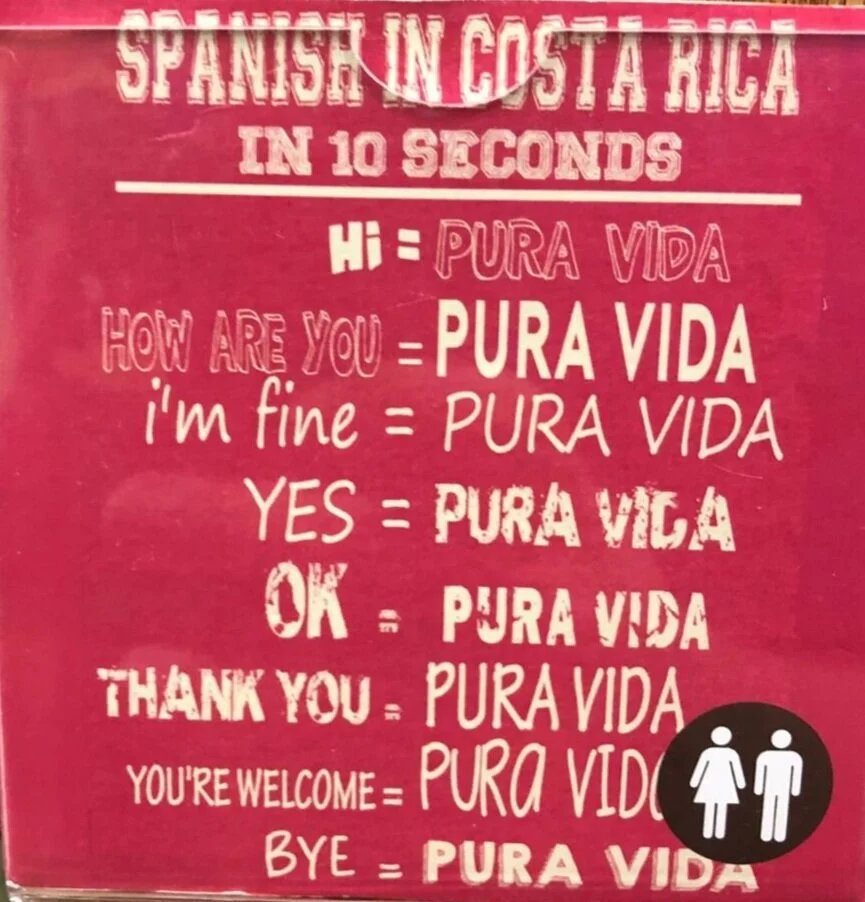 SPANISH IN COSTA RICA
IN 10 SECONDS
Hi = PURA VIDA
HOW ARE YOU = PURA VIDA
i'm fine = PURA VIDA
YES = PURA VIDA
OK = PURA VIDA
THANK YOU = PURA VIDA
YOU'RE WELCOME = PURA VIDA
BYE = PURA VIDA